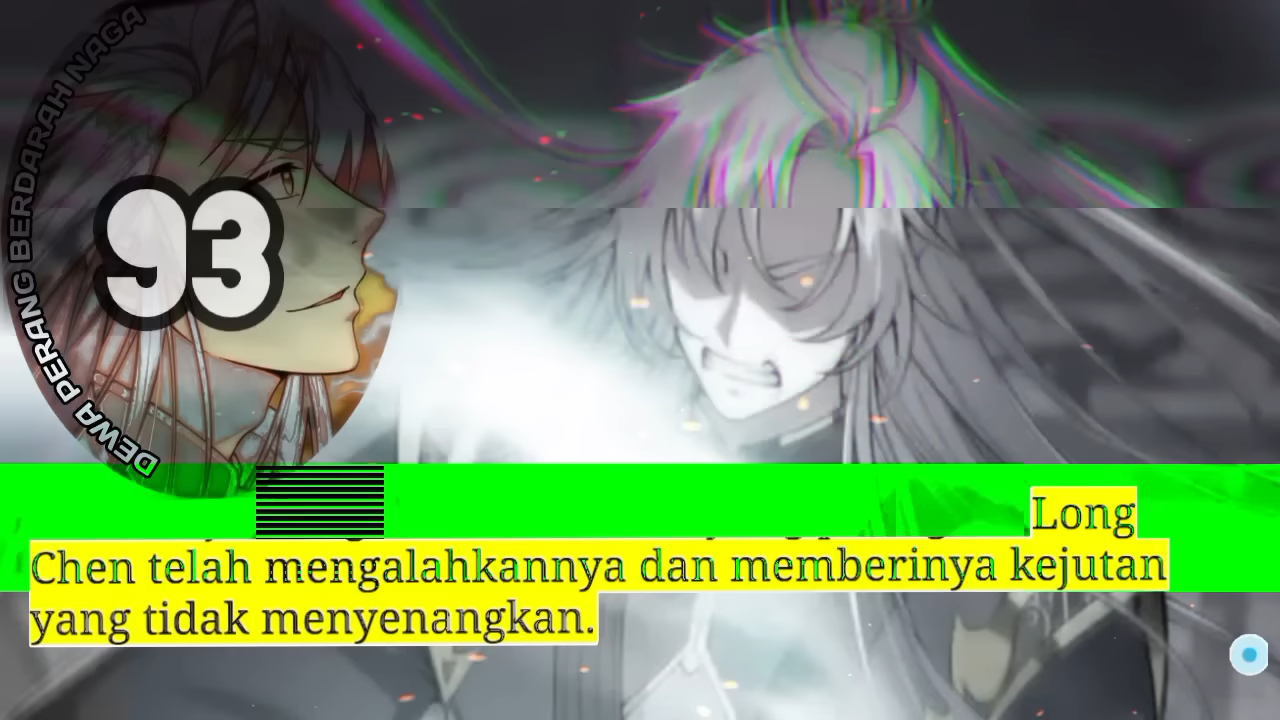 DEWA PERANG BERDARAH NAGA
93
Long
Chen telah mengalahkannya dan memberinya kejutan
yang tidak menyenangkan.